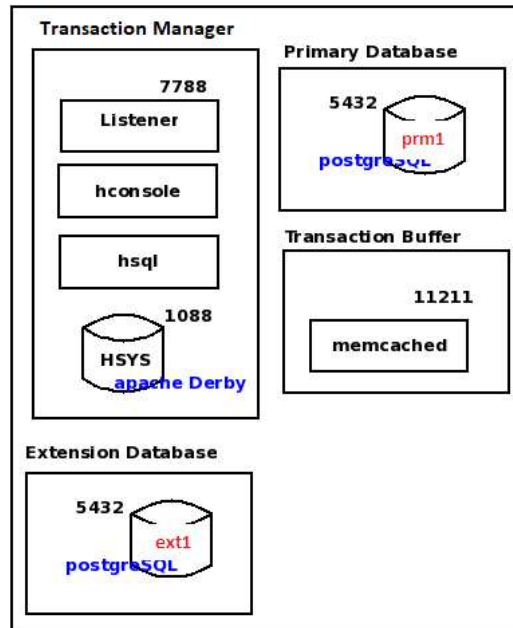 Transaction Manager
7788
Listener
hconsole
hsql
1088
HSYS
apache Derby
Primary Database
5432
prm1
postgreSQL
Transaction Buffer
11211
memcached
Extension Database
5432
ext1
postgreSQL